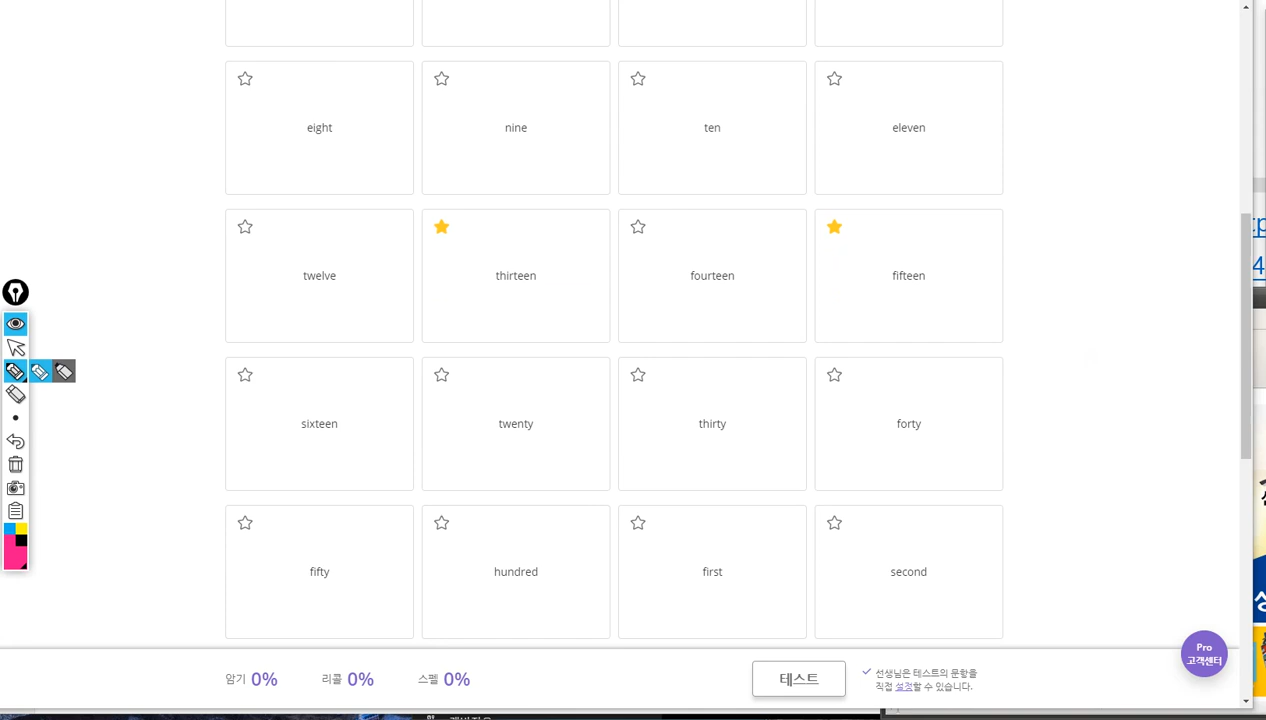 eight
nine
ten
eleven
twelve
thirteen
fourteen
fifteen
sixteen
twenty
thirty
forty
fifty
hundred
first
second
암기 0%
리콜 0%
스펠 0%
테스트
선생님은 테스트의 문항을
직접 설정할 수 있습니다.
Pro
고객센터